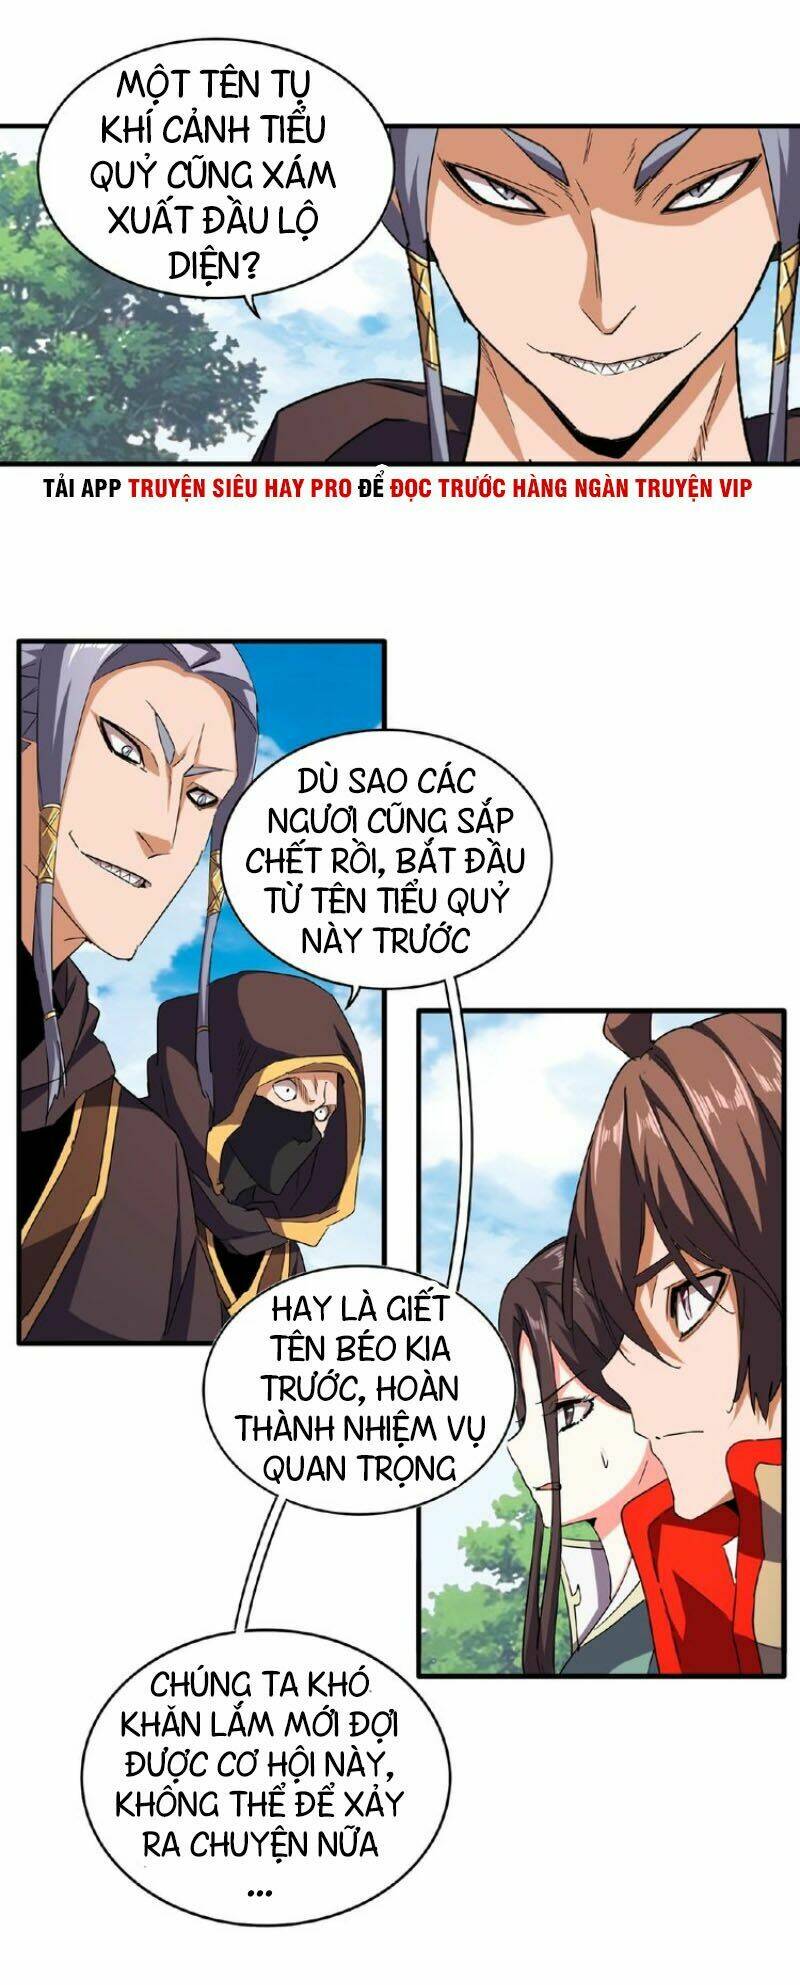 MỘT TÊN TỤ
KHÍ CẢNH TIỂU
QUỶ CŨNG XÁM
XUẤT ĐẦU LỘ
DIỆN?
TẢI APP TRUYỆN SIÊU HAY PRO ĐỂ ĐỌC TRƯỚC HÀNG NGÀN TRUYỆN VIP
DÙ SAO CÁC
NGƯƠI CŨNG SẮP
CHẾT RỒI, BẮT ĐẦU
TỪ TÊN TIỂU QUỶ
NÀY TRƯỚC
HAY LÀ GIẾT
TÊN BÉO KIA
TRƯỚC, HOÀN
THÀNH NHIỆM VỤ
QUAN TRỌNG
CHÚNG TA KHÓ
KHĂN LẮM MỚI ĐỢI
ĐƯỢC CƠ HỘI NÀY,
KHÔNG THỂ ĐỂ XẢY
RA CHUYỆN NỮA
...